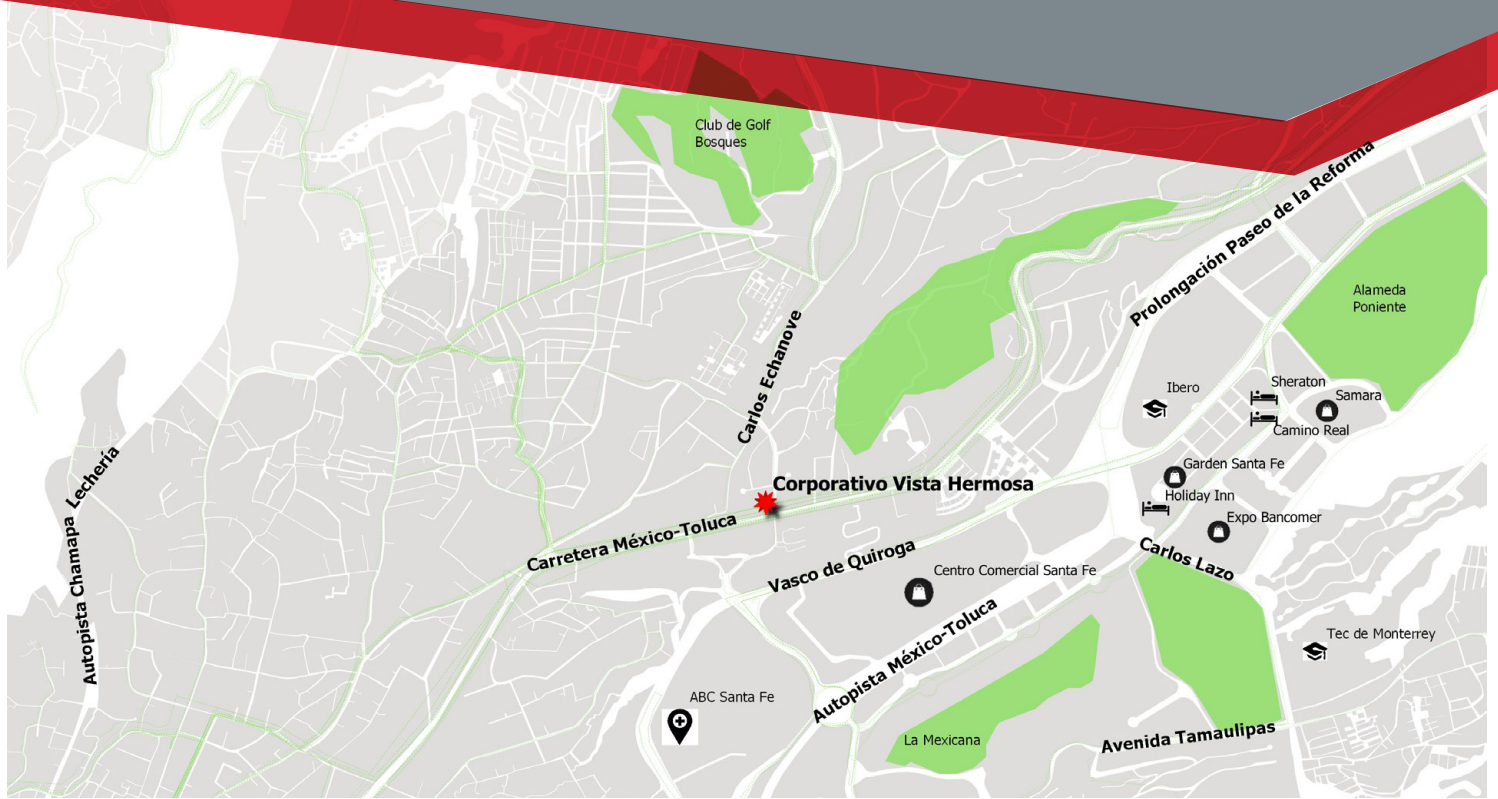 Club de Golf
Bosques
Prolongación Paseo de la Reforma
Alameda
Poniente
Carlos Echanove
Ibero
Sheraton
Samara
Camino Real
Autopista Chamapa Lechería
Garden Santa Fe
Corporativo Vista Hermosa
Holiday Inn
Expo Bancomer
Carretera México-Toluca
Vasco de Quiroga
Carlos Lazo
Centro Comercial Santa Fe
Autopista México-Toluca
Tec de Monterrey
ABC Santa Fe
La Mexicana
Avenida Tamaulipas